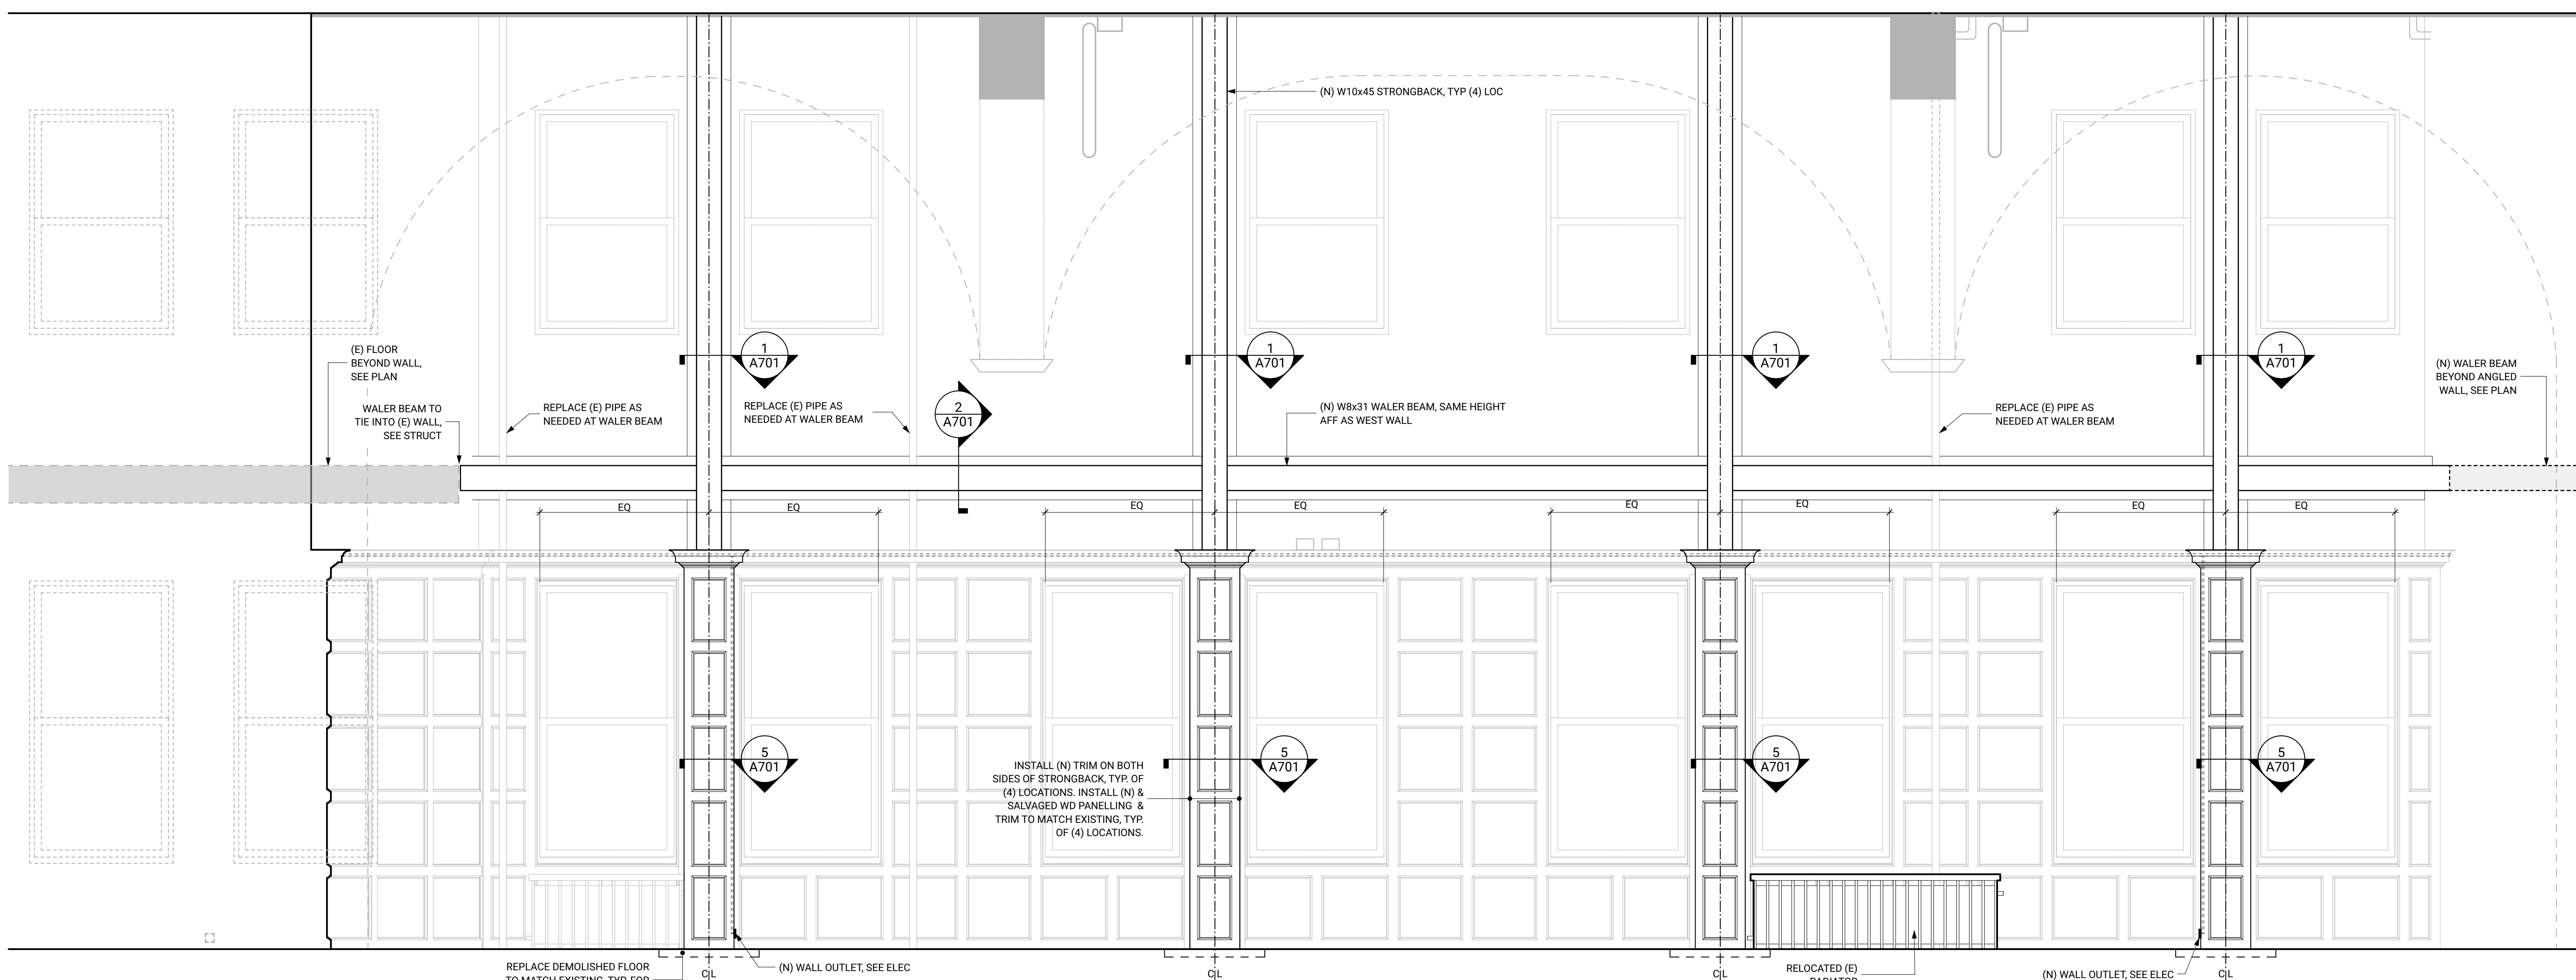 (N) W10x45 STRONGBACK, TYP (4) LOC
1
A701
1
A701
1
A701
1
A701
(E) FLOOR
BEYOND WALL,
SEE PLAN
WALER BEAM TO
TIE INTO (E) WALL,
SEE STRUCT
REPLACE (E) PIPE AS
NEEDED AT WALER BEAM
REPLACE (E) PIPE AS
NEEDED AT WALER BEAM
2
A701
(N) W8x31 WALER BEAM, SAME HEIGHT
AFF AS WEST WALL
REPLACE (E) PIPE AS
NEEDED AT WALER BEAM
(N) WALER BEAM
BEYOND ANGLED
WALL, SEE PLAN
EQ
EQ
EQ
EQ
EQ
EQ
EQ
EQ
5
A701
5
A701
5
A701
5
A701
INSTALL (N) TRIM ON BOTH
SIDES OF STRONGBACK, TYP. OF
(4) LOCATIONS. INSTALL (N) &
SALVAGED WD PANELLING &
TRIM TO MATCH EXISTING, TYP.
OF (4) LOCATIONS.
REPLACE DEMOLISHED FLOOR
TO MATCH EXISTING, TYP. FOR
(N) WALL OUTLET, SEE ELEC
RELOCATED (E)
RADIATOR
(N) WALL OUTLET, SEE ELEC
CL
CL
CL
CL